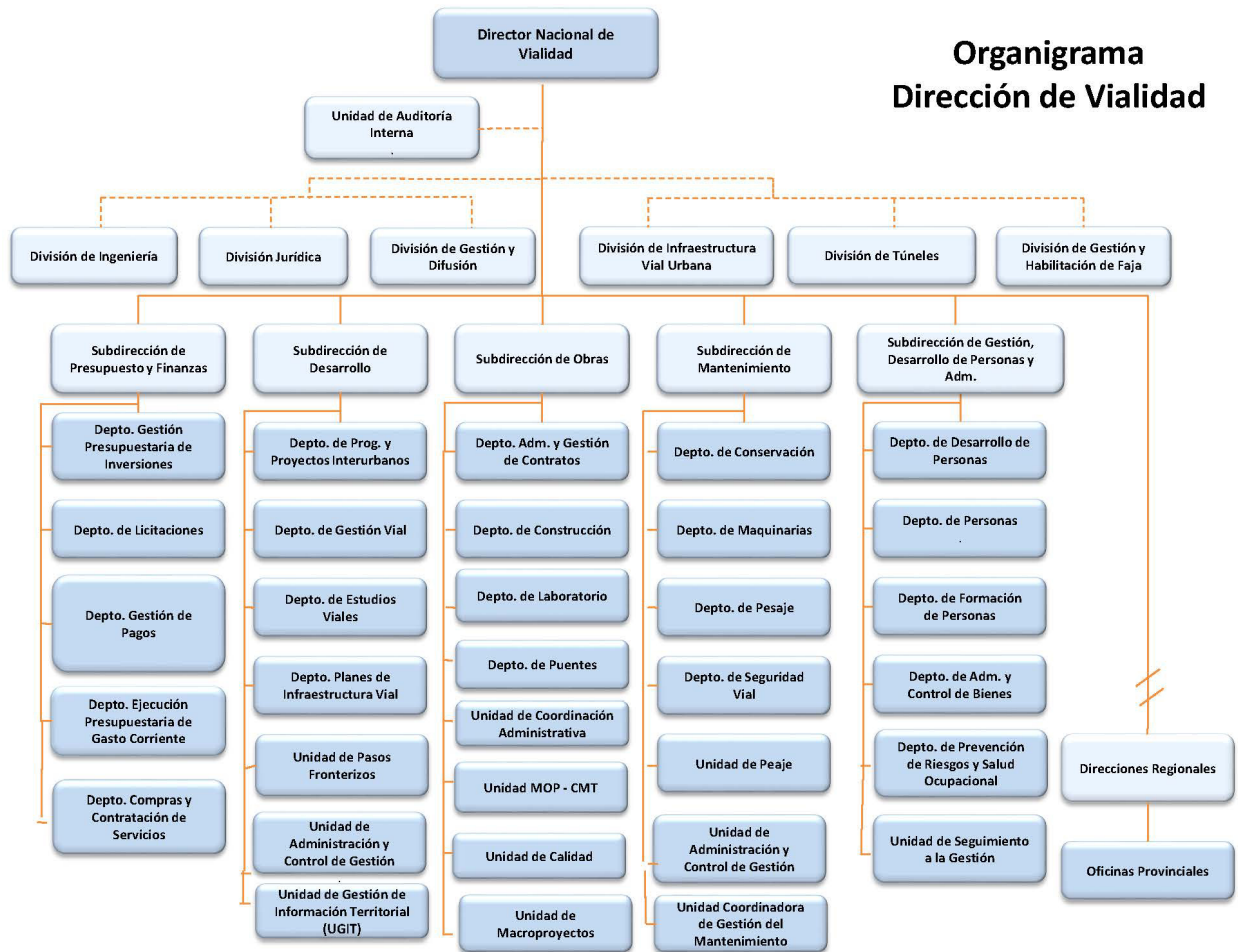 Organigrama
Dirección de Vialidad
Director Nacional de
Vialidad
Unidad de Auditoría
Interna
.
División de Ingeniería
División Jurídica
División de Gestión y
Difusión
División de Infraestructura
Vial Urbana
División de Túneles
División de Gestión y
Habilitación de Faja
Subdirección de
Presupuesto y Finanzas
Depto. Gestión
Presupuestaria de
Inversiones
Depto. de Licitaciones
Depto. Gestión de
Pagos
Depto. Ejecución
Presupuestaria de
Gasto Corriente
Depto. Compras y
Contratación de
Servicios
Subdirección de
Desarrollo
Depto. de Prog. y
Proyectos Interurbanos
Depto. de Gestión Vial
Depto. de Estudios
Viales
Depto. Planes de
Infraestructura Vial
Unidad de Pasos
Fronterizos
Unidad de
Administración y
Control de Gestión
.
Unidad de Gestión de
Información Territorial
(UGIT)
Subdirección de Obras
Depto. Adm. y Gestión
de Contratos
Depto. de Construcción
Depto. de Laboratorio
Depto. de Puentes
Unidad de Coordinación
Administrativa
Unidad MOP - CMT
Unidad de Calidad
Unidad de
Macroproyectos
Subdirección de
Mantenimiento
Depto. de Conservación
Depto. de Maquinarias
Depto. de Pesaje
Depto. de Seguridad
Vial
Unidad de Peaje
Unidad de
Administración y
Control de Gestión
Unidad Coordinadora
de Gestión del
Mantenimiento
Subdirección de Gestión,
Desarrollo de Personas y
Adm.
Depto. de Desarrollo de
Personas
Depto. de Personas
.
Depto. de Formación
de Personas
Depto. de Adm. y
Control de Bienes
Depto. de Prevención
de Riesgos y Salud
Ocupacional
Unidad de Seguimiento
a la Gestión
Direcciones Regionales
Oficinas Provinciales